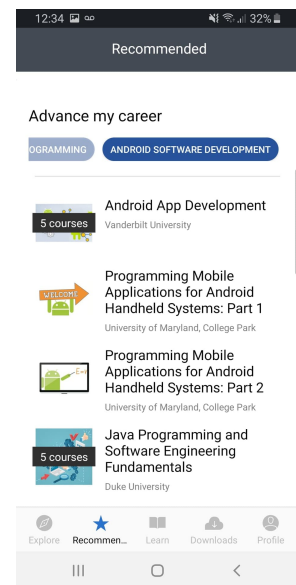 12:34 32%
Recommended
Advance my career
OGRAMMING ANDROID SOFTWARE DEVELOPMENT
5 courses
Android App Development
Vanderbilt University
WELCOME
Programming Mobile
Applications for Android
Handheld Systems: Part 1
University of Maryland, College Park
Programming Mobile
Applications for Android
Handheld Systems: Part 2
University of Maryland, College Park
5 courses
Java Programming and
Software Engineering
Fundamentals
Duke University
Explore Recommen... Learn Downloads Profile